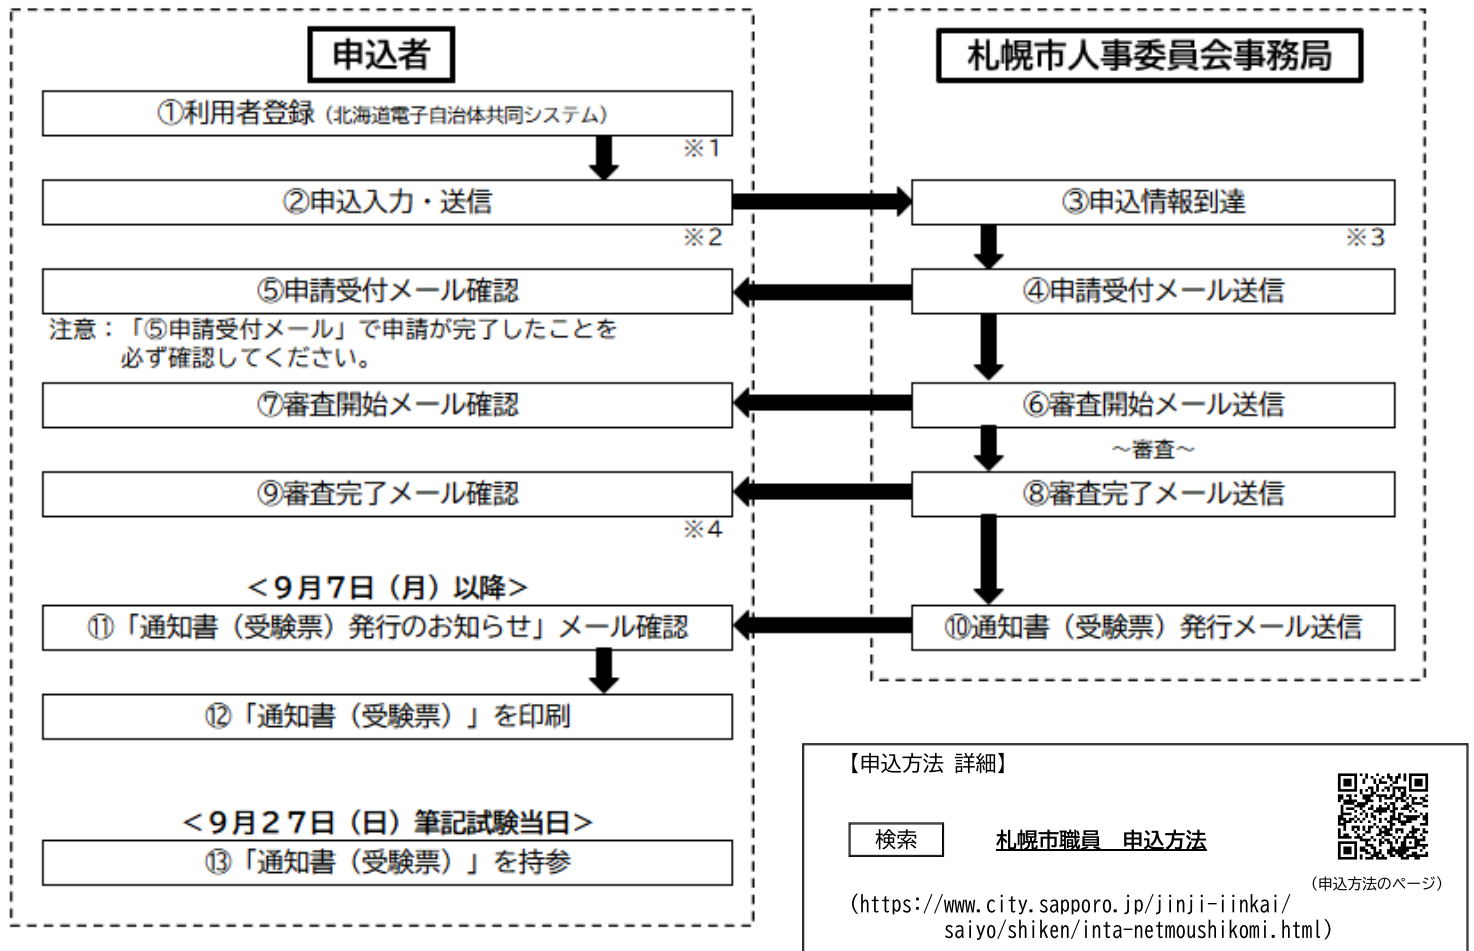 申込者
札幌市人事委員会事務局
①利用者登録（北海道電子自治体共同システム）
※1
②申込入力・送信
③申込情報到達
※2
※3
⑤申請受付メール確認
④申請受付メール送信
注意：「⑤申請受付メール」で申請が完了したことを
必ず確認してください。
⑦審査開始メール確認
⑥審査開始メール送信
～審査～
⑨審査完了メール確認
⑧審査完了メール送信
※4
＜9月7日（月）以降＞
⑪「通知書（受験票）発行のお知らせ」メール確認
⑩通知書（受験票）発行メール送信
⑫「通知書（受験票）」を印刷
＜9月27日（日）筆記試験当日＞
⑬「通知書（受験票）」を持参
【申込方法 詳細】
検索
札幌市職員　申込方法
（申込方法のページ）
(https://www.city.sapporo.jp/jinji-iinkai/
saiyo/shiken/inta-netmoushikomi.html)